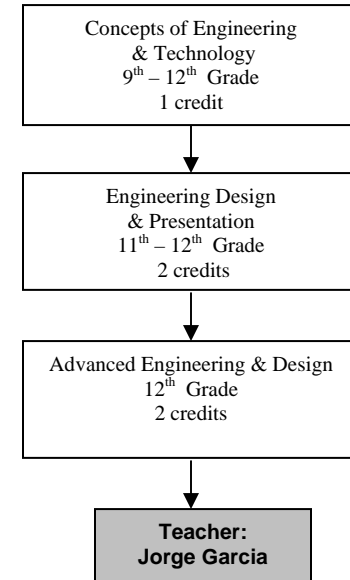 Concepts of Engineering
& Technology
9th – 12th Grade
1 credit
Engineering Design
& Presentation
11th – 12th Grade
2 credits
Advanced Engineering & Design
12th Grade
2 credits
Teacher:
Jorge Garcia